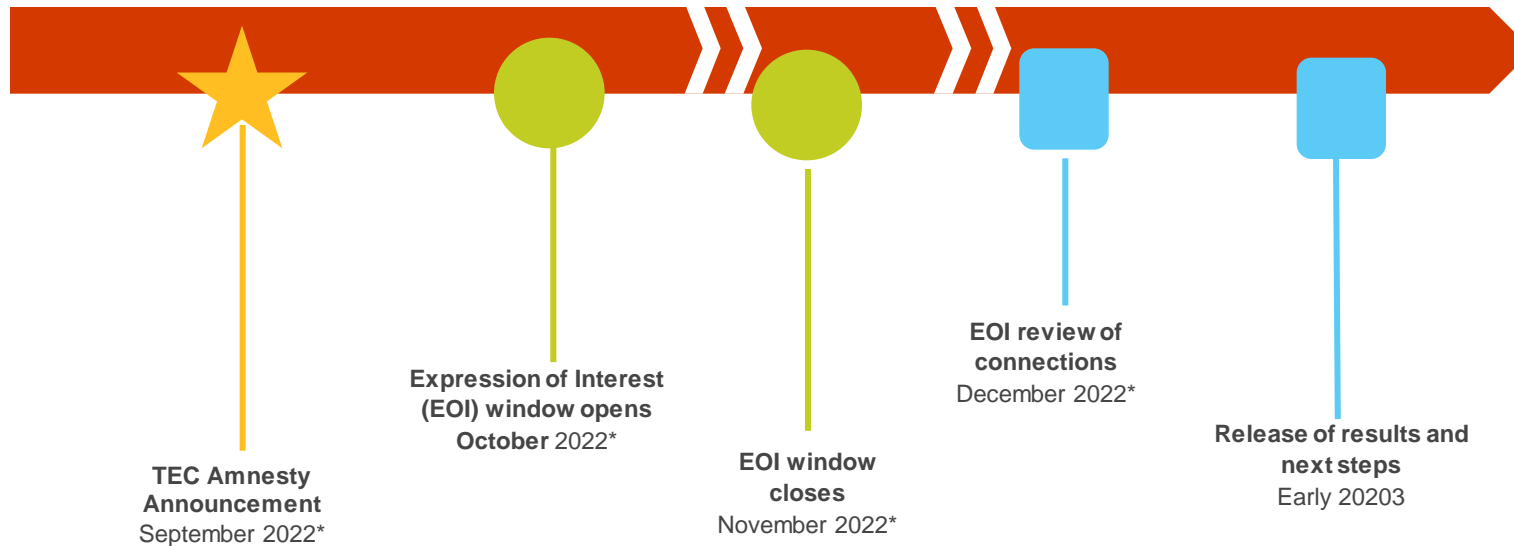 TEC Amnesty
Announcement
September 2022*
Expression of Interest
(EOI) window opens
October 2022*
EOI window
closes
November 2022*
EOI review of
connections
December 2022*
Release of results and
next steps
Early 20203